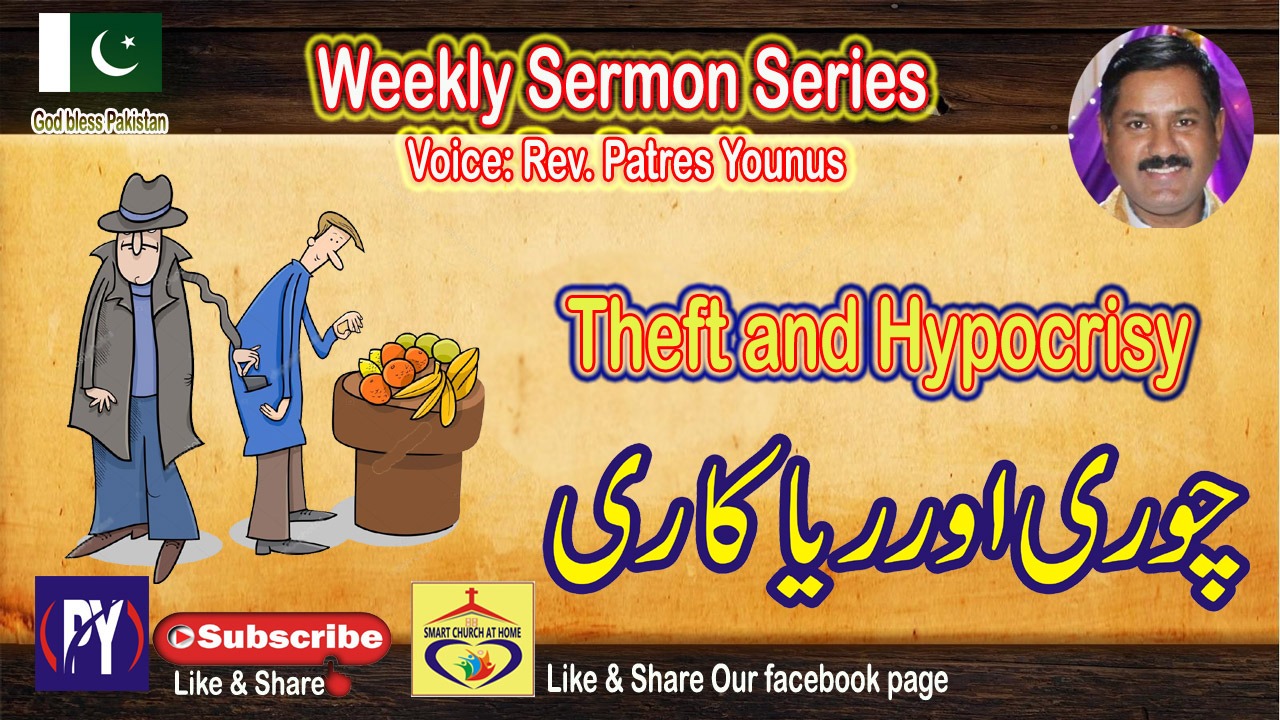 God bless Pakistan
Weekly Sermon Series
Voice: Rev. Patres Younus
Theft and Hypocrisy
چوری اور ریاکاری
PY
Subscribe
Like & Share
SMART CHURCH AT HOME
Like & Share Our facebook page